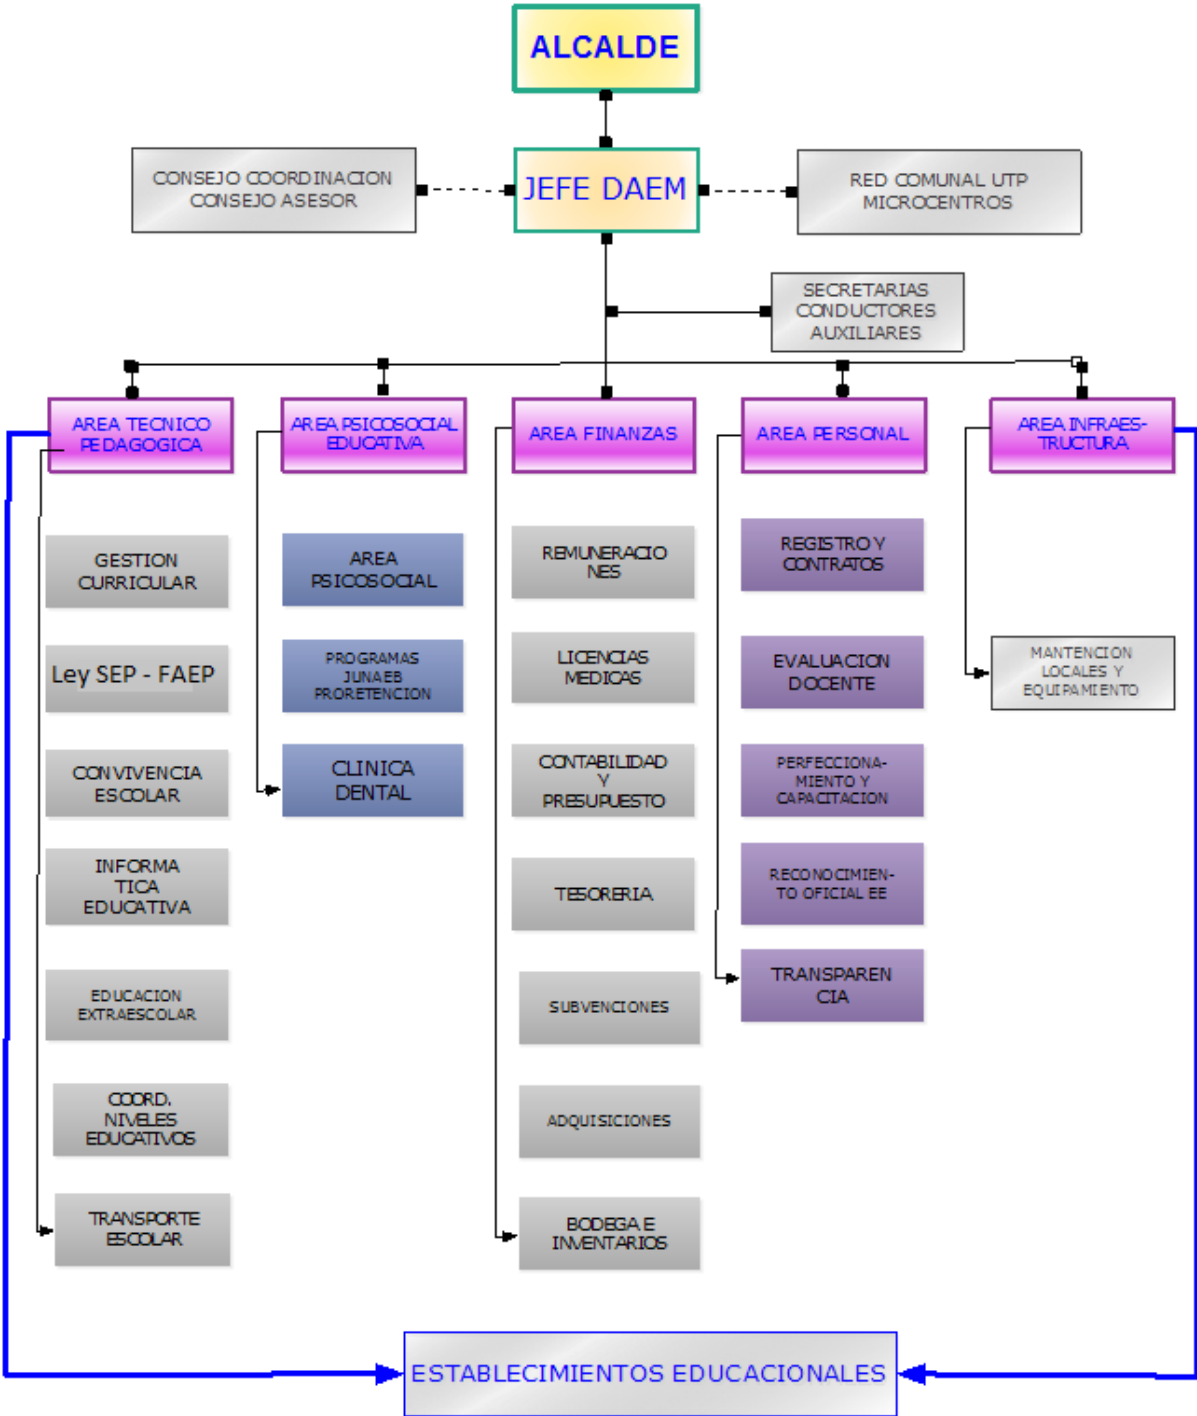 ALCALDE
CONSEJO COORDINACION
CONSEJO ASESOR
JEFE DAEM
RED COMUNAL UTP
MICROCENTROS
SECRETARIAS
CONDUCTORES
AUXILIARES
AREA TECNICO
PEDAGOGICA
AREA PSICOSOCIAL
EDUCATIVA
AREA FINANZAS
AREA PERSONAL
AREA INFRAES-
TRUCTURA
GESTION
CURRICULAR
Ley SEP - FAEP
CONVIVENCIA
ESCOLAR
INFORMA
TICA
EDUCATIVA
EDUCACION
EXTRAESCOLAR
COORD.
NIVELES
EDUCATIVOS
TRANSPORTE
ESCOLAR
AREA
PSICOSOCIAL
PROGRAMAS
JUNAEB
PRORETENCION
CLINICA
DENTAL
REMUNERACIO
NES
LICENCIAS
MEDICAS
CONTABILIDAD
Y
PRESUPUESTO
TESORERIA
SUBVENCIONES
ADQUISICIONES
BODEGA E
INVENTARIOS
REGISTRO Y
CONTRATOS
EVALUACION
DOCENTE
PERFECCIONA-
MIENTO Y
CAPACITACION
RECONOCIMIEN-
TO OFICIAL EE
TRANSPAREN
CIA
MANTENCION
LOCALES Y
EQUIPAMIENTO
ESTABLECIMIENTOS EDUCACIONALES